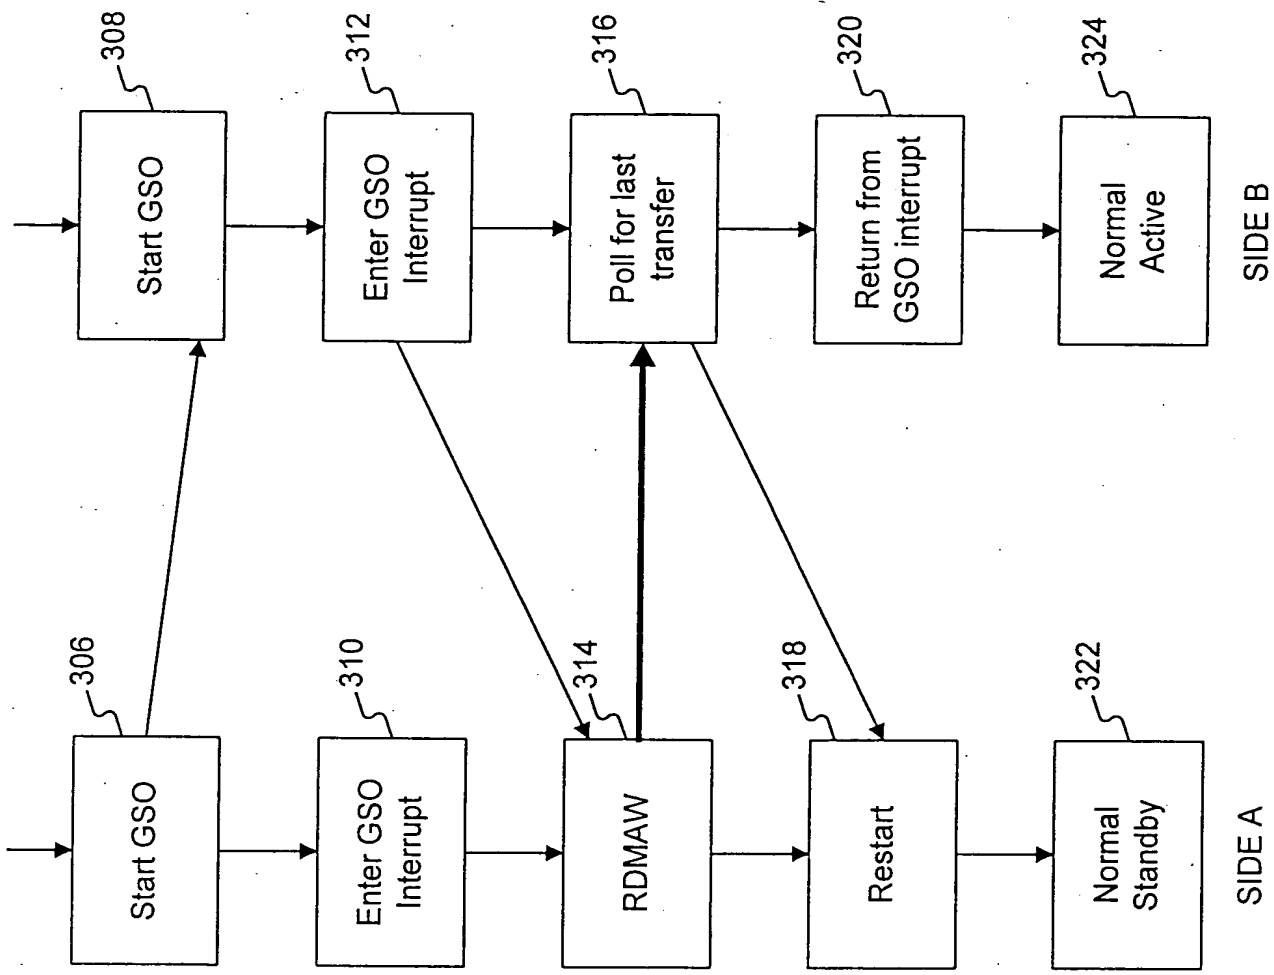 306
Start GSO
308
Start GSO
310
Enter GSO
Interrupt
312
Enter GSO
Interrupt
314
RDMAW
316
Poll for last
transfer
318
Restart
320
Return from
GSO interrupt
322
Normal
Standby
324
Normal
Active
SIDE A
SIDE B